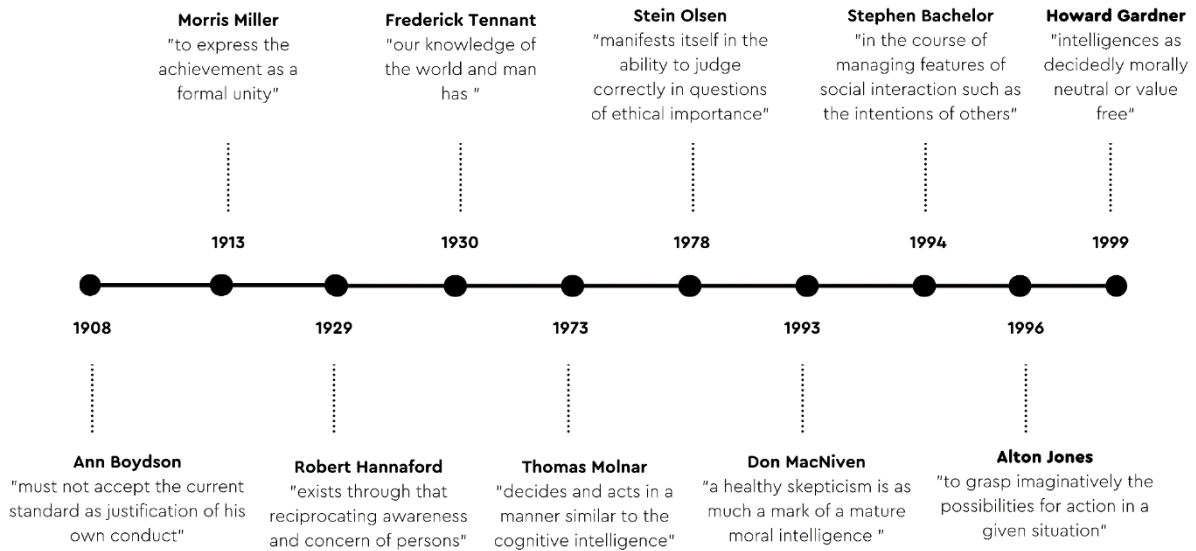 Morris Miller
"to express the
achievement as a
formal unity"
Frederick Tennant
"our knowledge of
the world and man
has "
Stein Olsen
"manifests itself in the
ability to judge
correctly in questions
of ethical importance"
Stephen Bachelor
"in the course of
managing features of
social interaction such as
the intentions of others"
Howard Gardner
"intelligences as
decidedly morally
neutral or value
free"
1913
1930
1978
1994
1999
1908
1929
1973
1993
1996
Ann Boydson
"must not accept the current
standard as justification of his
own conduct"
Robert Hannaford
"exists through that
reciprocating awareness
and concern of persons"
Thomas Molnar
"decides and acts in a
manner similar to the
cognitive intelligence"
Don MacNiven
"a healthy skepticism is as
much a mark of a mature
moral intelligence "
Alton Jones
"to grasp imaginatively the
possibilities for action in a
given situation"